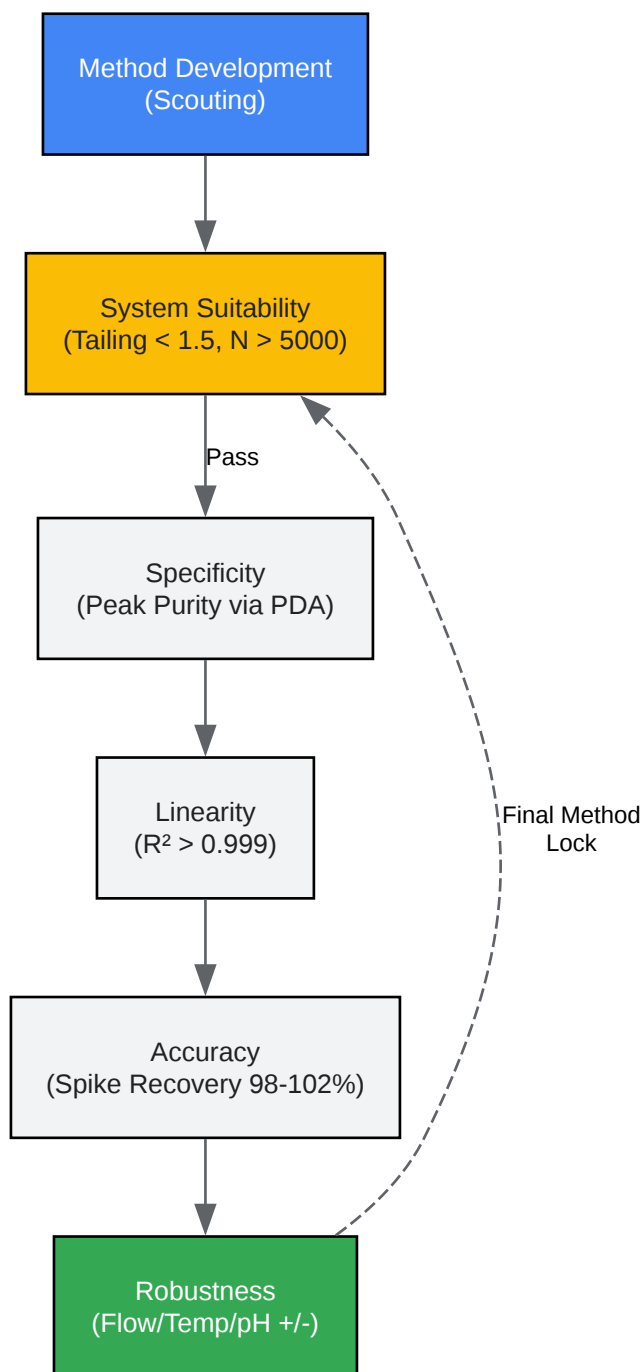 Method Development
(Scouting)
System Suitability
(Tailing < 1.5, N > 5000)
Pass
Specificity
(Peak Purity via PDA)
Linearity
(R² > 0.999)
Final Method
Lock
Accuracy
(Spike Recovery 98-102%)
Robustness
(Flow/Temp/pH +/-)